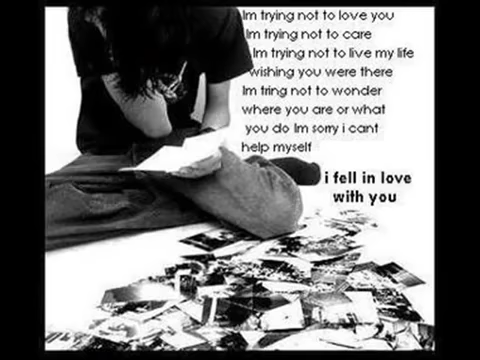 Im trying not to love you
Im trying not to care
Im trying not to live my life
wishing you were there
Im tring not to wonder
where you are or what
you do Im sorry i cant
help myself
i fell in love
with you